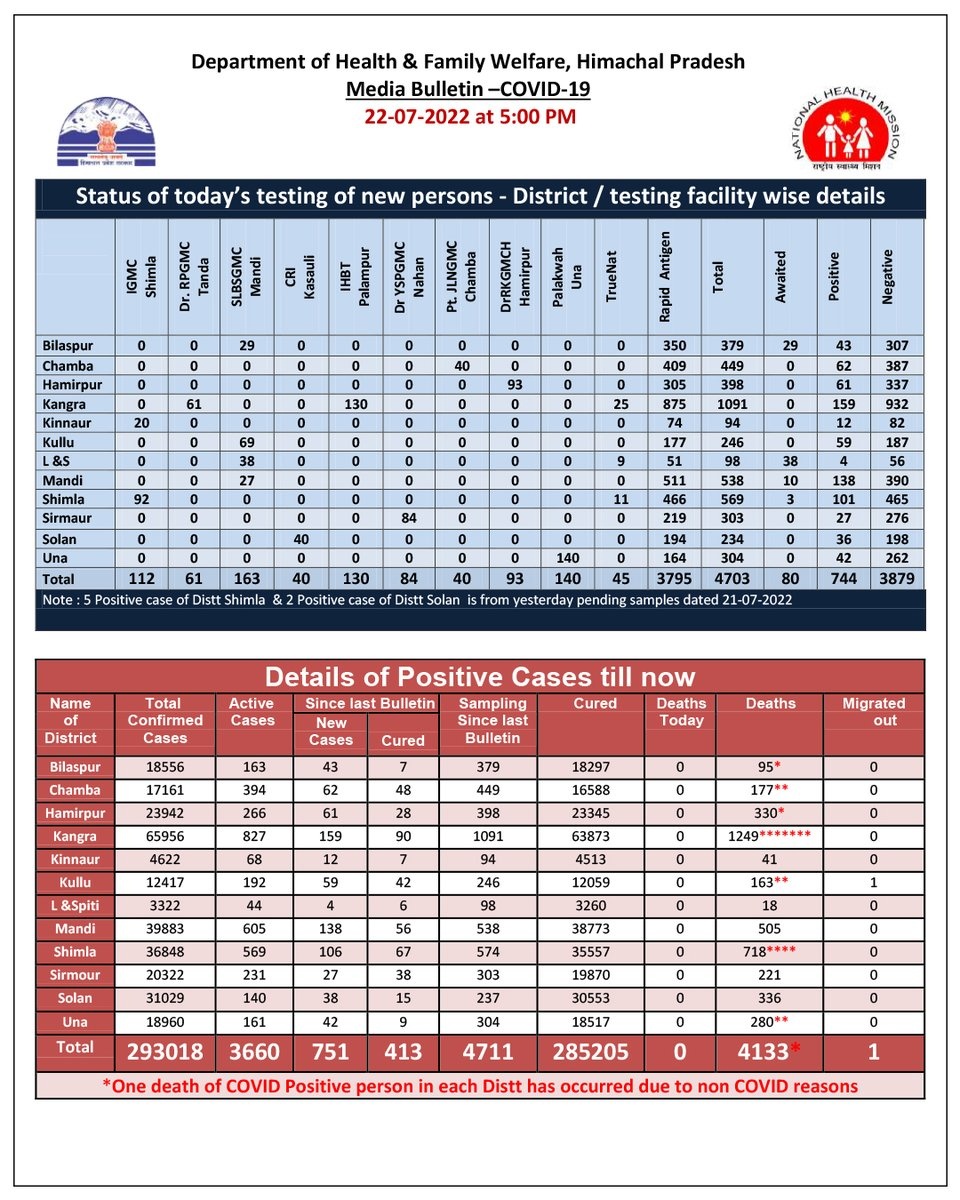 Department of Health & Family Welfare, Himachal Pradesh
Media Bulletin –COVID-19
22-07-2022 at 5:00 PM
NATIONAL HEALTH MISSION
राष्ट्रीय स्वास्थ्य मिशन
Status of today’s testing of new persons - District / testing facility wise details
IGMC Shimla Dr. RPGMC Tanda SLBSGMC Mandi CRI Kasauli IHBT Palampur Dr YSPGMC Nahan Pt. JLNGMC Chamba DrRKGMCH Hamirpur Palakwah Una TrueNat Rapid Antigen Total Awaited Positive Negative
Bilaspur 0 0 29 0 0 0 0 0 0 0 350 379 29 43 307
Chamba 0 0 0 0 0 0 40 0 0 0 409 449 0 62 387
Hamirpur 0 0 0 0 0 0 0 93 0 0 305 398 0 61 337
Kangra 0 61 0 0 130 0 0 0 0 25 875 1091 0 159 932
Kinnaur 20 0 0 0 0 0 0 0 0 0 74 94 0 12 82
Kullu 0 0 69 0 0 0 0 0 0 0 177 246 0 59 187
L &S 0 0 38 0 0 0 0 0 0 9 51 98 38 4 56
Mandi 0 0 27 0 0 0 0 0 0 0 511 538 10 138 390
Shimla 92 0 0 0 0 0 0 0 0 11 466 569 3 101 465
Sirmaur 0 0 0 0 0 84 0 0 0 0 219 303 0 27 276
Solan 0 0 0 40 0 0 0 0 0 0 194 234 0 36 198
Una 0 0 0 0 0 0 0 0 140 0 164 304 0 42 262
Total 112 61 163 40 130 84 40 93 140 45 3795 4703 80 744 3879
Note : 5 Positive case of Distt Shimla & 2 Positive case of Distt Solan is from yesterday pending samples dated 21-07-2022
Details of Positive Cases till now
Name of District Total Confirmed Cases Active Cases Since last Bulletin New Cases Cured Sampling Since last Bulletin Cured Deaths Today Deaths Migrated out
Bilaspur 18556 163 43 7 379 18297 0 95* 0
Chamba 17161 394 62 48 449 16588 0 177** 0
Hamirpur 23942 266 61 28 398 23345 0 330* 0
Kangra 65956 827 159 90 1091 63873 0 1249******* 0
Kinnaur 4622 68 12 7 94 4513 0 41 0
Kullu 12417 192 59 42 246 12059 0 163** 1
L &Spiti 3322 44 4 6 98 3260 0 18 0
Mandi 39883 605 138 56 538 38773 0 505 0
Shimla 36848 569 106 67 574 35557 0 718**** 0
Sirmour 20322 231 27 38 303 19870 0 221 0
Solan 31029 140 38 15 237 30553 0 336 0
Una 18960 161 42 9 304 18517 0 280** 0
Total 293018 3660 751 413 4711 285205 0 4133* 1
*One death of COVID Positive person in each Distt has occurred due to non COVID reasons